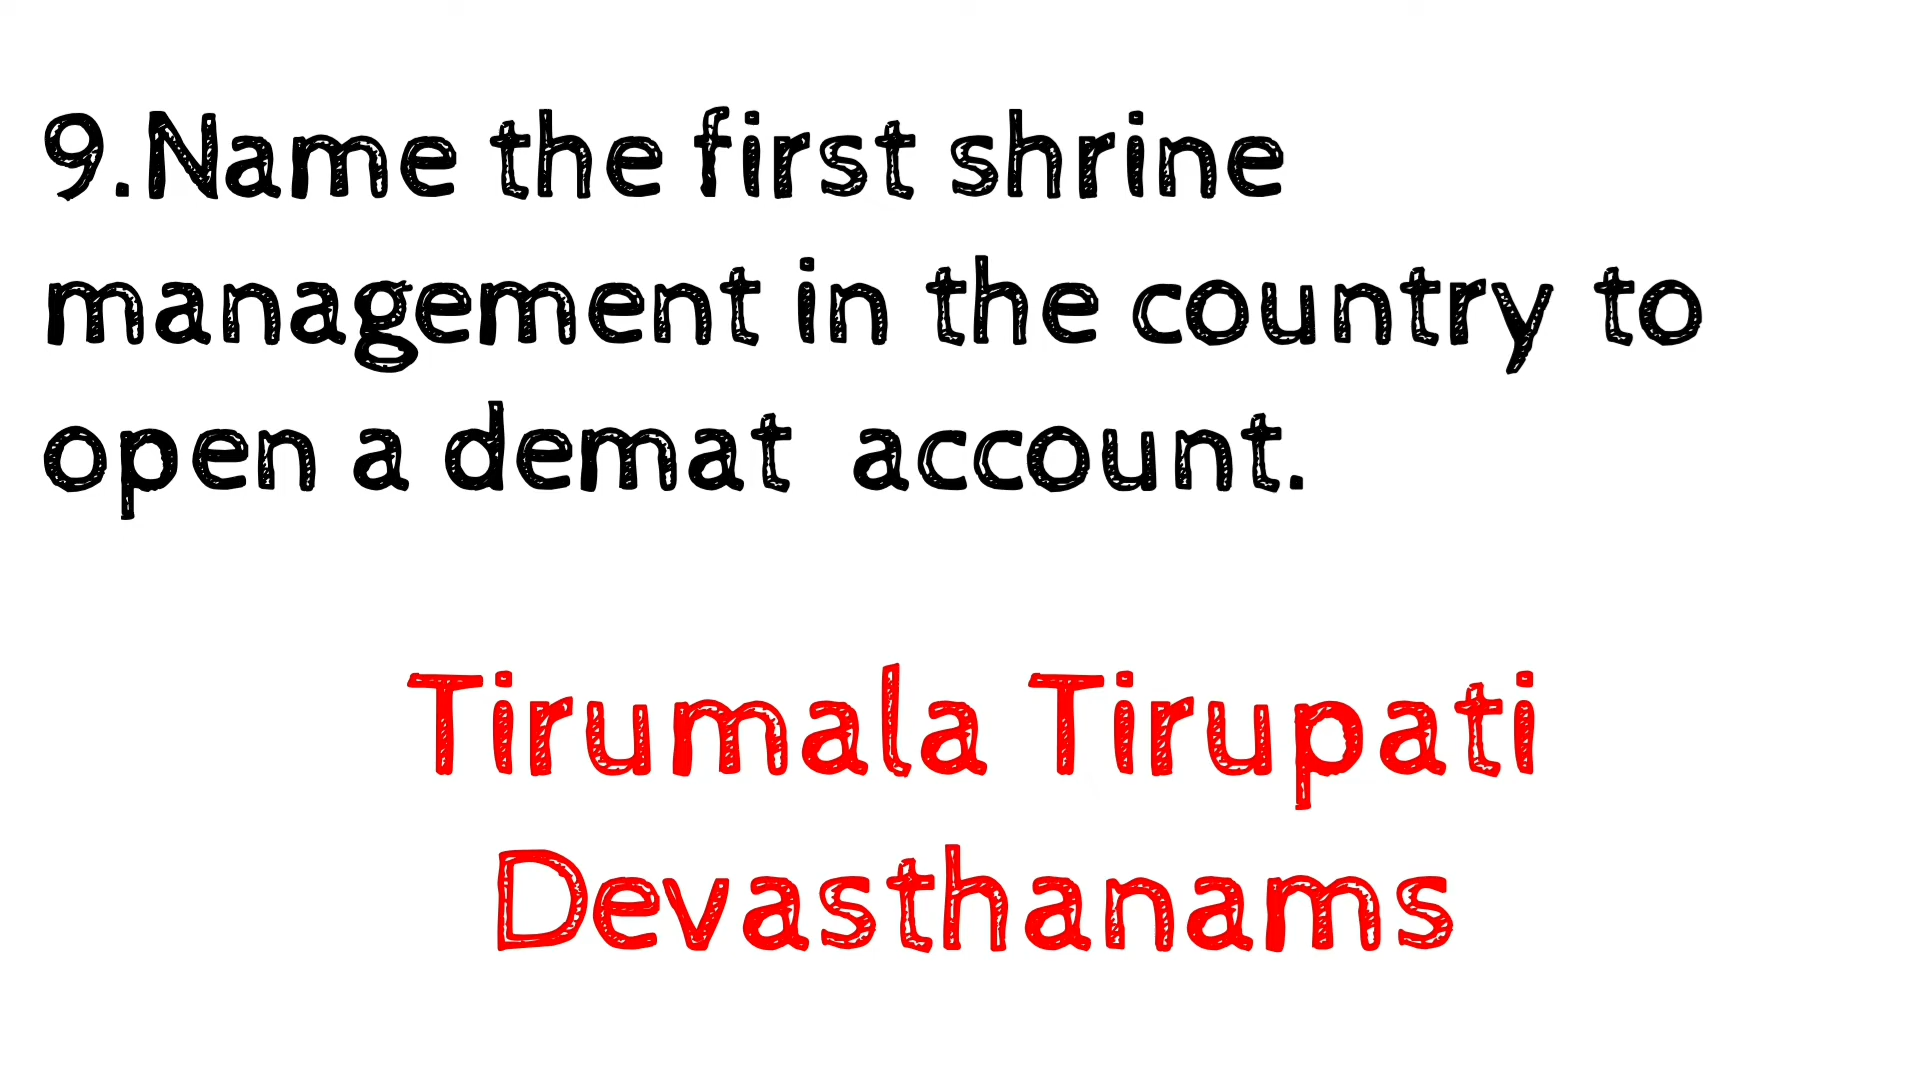 9.Name the first shrine
management in the country to
open a demat  account.
Tirumala Tirupati
Devasthanams